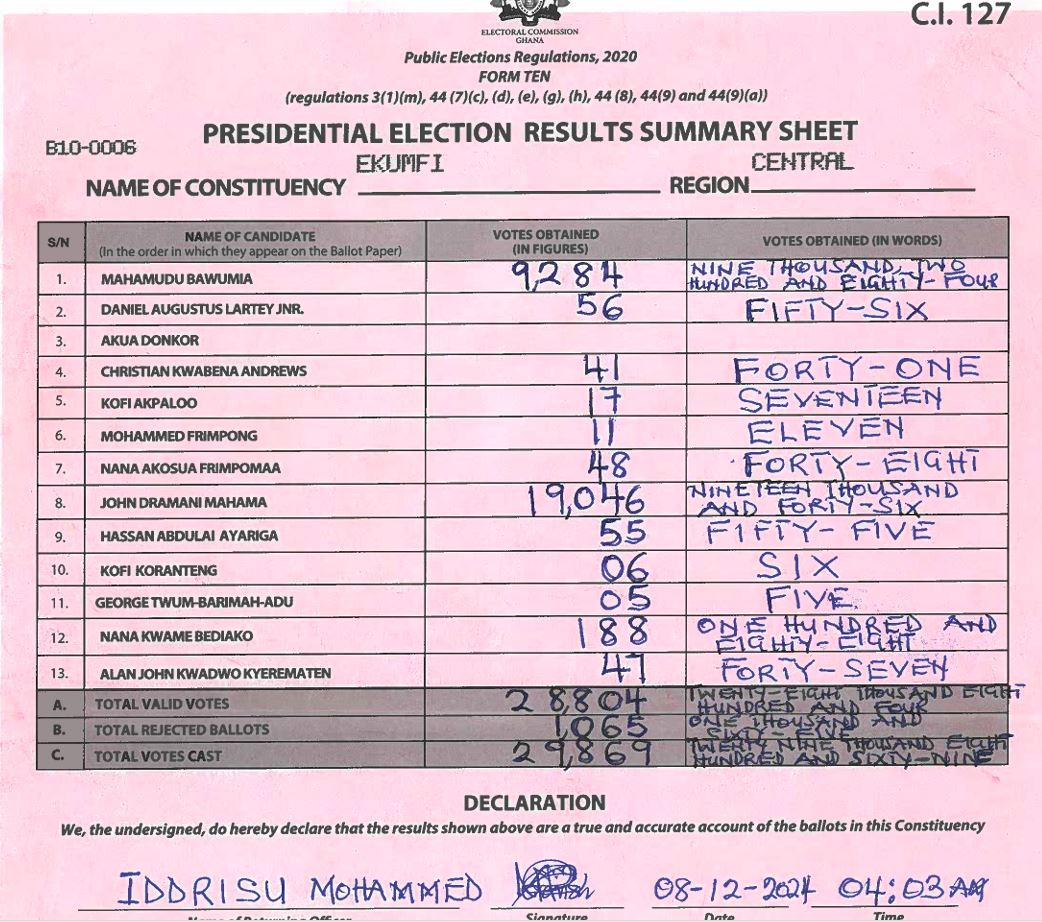 C.I. 127
ELECTORAL COMMISSION
GHANA
Public Elections Regulations, 2020
FORM TEN
(regulations 3(1)(m), 44 (7)(c), (d), (e), (g), (h), 44 (8), 44(9) and 44(9)(a))
PRESIDENTIAL ELECTION RESULTS SUMMARY SHEET
B10-0006
EKUMFI CENTRAL
NAME OF CONSTITUENCY REGION
S/N NAME OF CANDIDATE (In the order in which they appear on the Ballot Paper) VOTES OBTAINED (IN FIGURES) VOTES OBTAINED (IN WORDS)
1. MAHAMUDU BAWUMIA 9,284 NINE THOUSAND, TWO HUNDRED AND EIGHTY-FOUR
2. DANIEL AUGUSTUS LARTEY JNR. 56 FIFTY-SIX
3. AKUA DONKOR
4. CHRISTIAN KWABENA ANDREWS 41 FORTY-ONE
5. KOFI AKPALOO 17 SEVENTEEN
6. MOHAMMED FRIMPONG 11 ELEVEN
7. NANA AKOSUA FRIMPOMAA 48 FORTY-EIGHT
8. JOHN DRAMANI MAHAMA 19,046 NINETEEN THOUSAND AND FORTY-SIX
9. HASSAN ABDULAI AYARIGA 55 FIFTY-FIVE
10. KOFI KORANTENG 06 SIX
11. GEORGE TWUM-BARIMAH-ADU 05 FIVE
12. NANA KWAME BEDIAKO 188 ONE HUNDRED AND EIGHTY-EIGHT
13. ALAN JOHN KWADWO KYEREMATEN 47 FORTY-SEVEN
A. TOTAL VALID VOTES 28,804 TWENTY-EIGHT THOUSAND EIGHT HUNDRED AND FOUR
B. TOTAL REJECTED BALLOTS 1,065 ONE THOUSAND AND SIXTY-FIVE
C. TOTAL VOTES CAST 29,869 TWENTY NINE THOUSAND EIGHT HUNDRED AND SIXTY-NINE
DECLARATION
We, the undersigned, do hereby declare that the results shown above are a true and accurate account of the ballots in this Constituency
IDDRISU MOHAMMED 08-12-2024 04:03 AM
Name of Returning Officer Signature Date Time